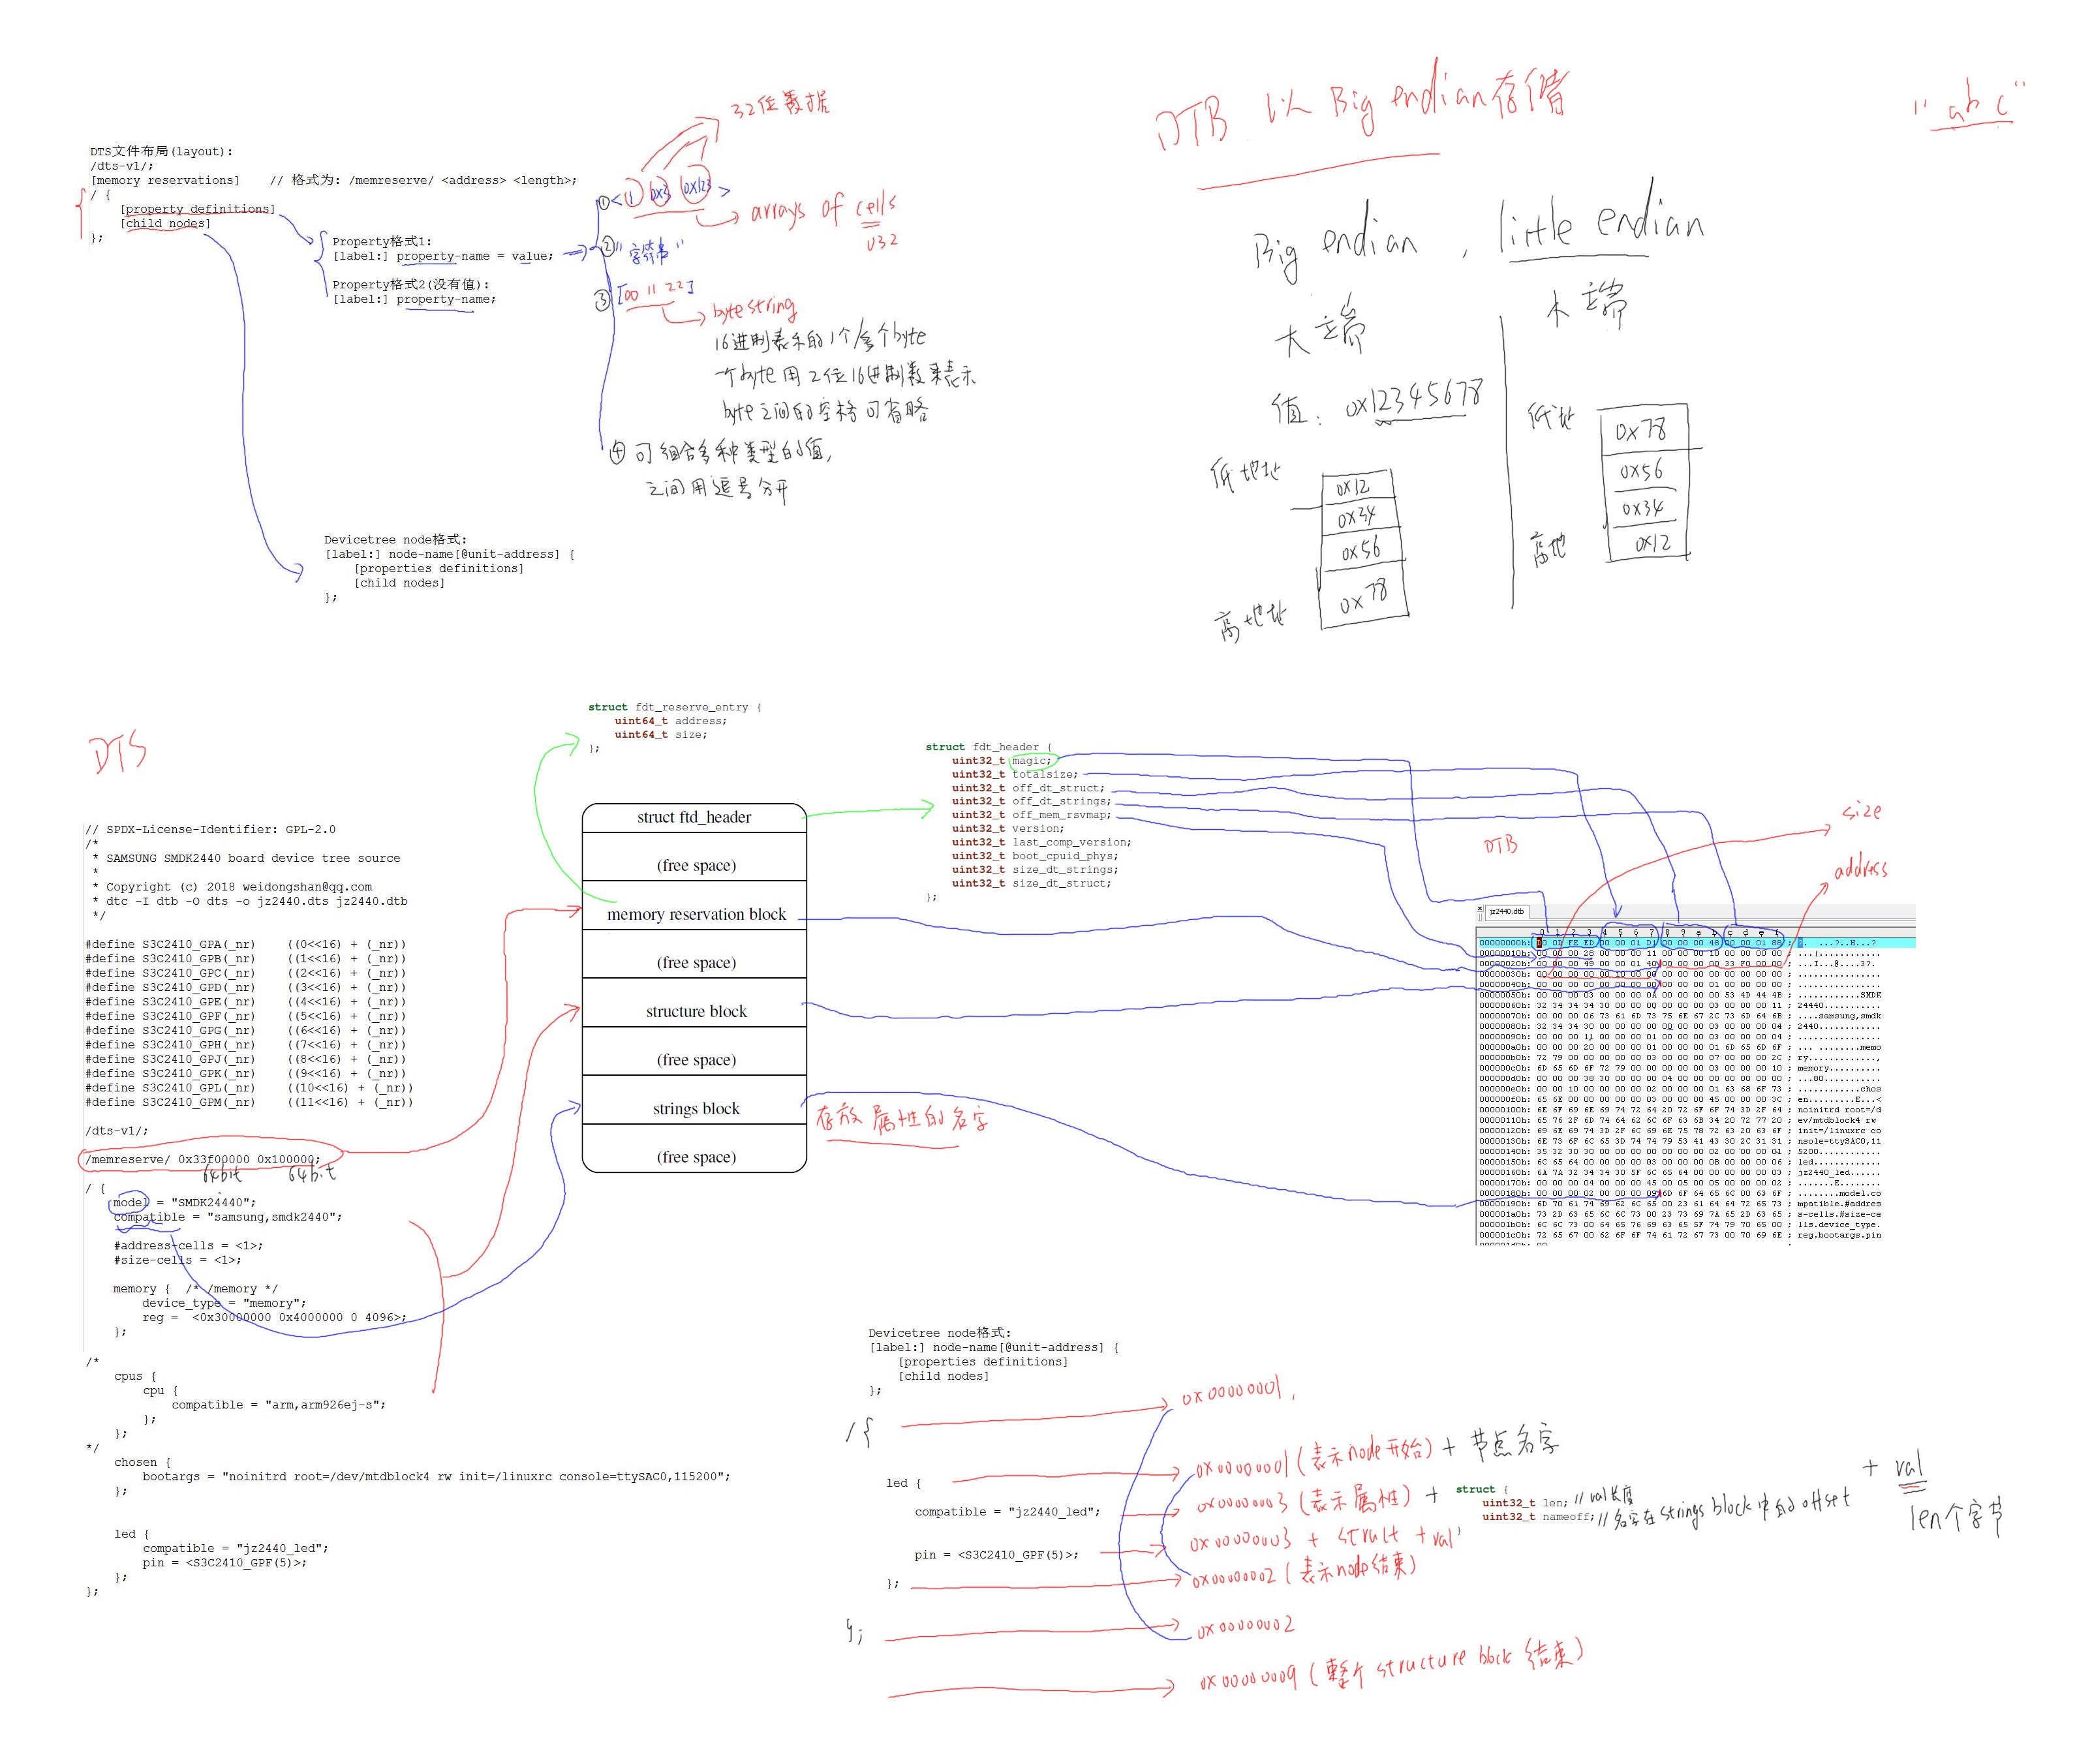 DTS文件布局(layout):
/dts-v1/;
[memory reservations]    // 格式为: /memreserve/ <address> <length>;
/ {
    [property definitions]
    [child nodes]
};
Property格式1:
[label:] property-name = value;
Property格式2(没有值):
[label:] property-name;
32位数据
① < 1 0x3 0x123 >
arrays of cells
u32
② "字符串"
③ [00 11 22]
bytestring
16进制表示的1个/多个byte
一个byte用2位16进制数来表示
byte之间的空格可省略
④ 可组合多种类型的值,
之间用逗号分开
Devicetree node格式:
[label:] node-name[@unit-address] {
    [properties definitions]
    [child nodes]
};
DTB 以 Big endian存储
"abc"
Big endian , little endian
大端
小端
值: 0x12345678
低地址
0x12
0x34
0x56
0x78
高地址
低地址
0x78
0x56
0x34
0x12
高地
DTS
// SPDX-License-Identifier: GPL-2.0
/*
 * SAMSUNG SMDK2440 board device tree source
 *
 * Copyright (c) 2018 weidongshan@qq.com
 * dtc -I dtb -O dts -o jz2440.dts jz2440.dtb
 */
#define S3C2410_GPA(_nr)    ((0<<16) + (_nr))
#define S3C2410_GPB(_nr)    ((1<<16) + (_nr))
#define S3C2410_GPC(_nr)    ((2<<16) + (_nr))
#define S3C2410_GPD(_nr)    ((3<<16) + (_nr))
#define S3C2410_GPE(_nr)    ((4<<16) + (_nr))
#define S3C2410_GPF(_nr)    ((5<<16) + (_nr))
#define S3C2410_GPG(_nr)    ((6<<16) + (_nr))
#define S3C2410_GPH(_nr)    ((7<<16) + (_nr))
#define S3C2410_GPJ(_nr)    ((8<<16) + (_nr))
#define S3C2410_GPK(_nr)    ((9<<16) + (_nr))
#define S3C2410_GPL(_nr)    ((10<<16) + (_nr))
#define S3C2410_GPM(_nr)    ((11<<16) + (_nr))
/dts-v1/;
/memreserve/ 0x33f00000 0x100000;
64bit 64bit
/ {
    model = "SMDK24440";
    compatible = "samsung,smdk2440";
    #address-cells = <1>;
    #size-cells = <1>;
    memory {  /* /memory */
        device_type = "memory";
        reg =  <0x30000000 0x4000000 0 4096>;
    };
/*
    cpus {
        cpu {
            compatible = "arm,arm926ej-s";
        };
    };
*/
    chosen {
        bootargs = "noinitrd root=/dev/mtdblock4 rw init=/linuxrc console=ttySAC0,115200";
    };
    led {
        compatible = "jz2440_led";
        pin = <S3C2410_GPF(5)>;
    };
};
struct fdt_reserve_entry {
    uint64_t address;
    uint64_t size;
};
struct ftd_header
(free space)
memory reservation block
(free space)
structure block
(free space)
strings block
(free space)
存放属性的名字
struct fdt_header {
    uint32_t magic;
    uint32_t totalsize;
    uint32_t off_dt_struct;
    uint32_t off_dt_strings;
    uint32_t off_mem_rsvmap;
    uint32_t version;
    uint32_t last_comp_version;
    uint32_t boot_cpuid_phys;
    uint32_t size_dt_strings;
    uint32_t size_dt_struct;
};
DTB
size
address
jz2440.dtb
0 1 2 3 4 5 6 7 8 9 a b c d e f
00000000h: D0 0D FE ED 00 00 01 D1 00 00 00 48 00 00 01 88 ;
00000010h: 00 00 00 28 00 00 00 11 00 00 00 10 00 00 00 00
00000020h: 00 00 00 49 00 00 01 40 00 00 00 00 33 F0 00 00
00000030h: 00 00 00 00 00 10 00 00 00 00 00 00 00 00 00 00
00000040h: 00 00 00 00 00 00 00 00 00 00 00 01 00 00 00 00
00000050h: 00 00 00 03 00 00 00 0A 00 00 00 00 53 4D 44 4B ; ............SMDK
00000060h: 32 34 34 34 30 00 00 00 00 00 00 03 00 00 00 11 ; 24440...........
00000070h: 00 00 00 06 73 61 6D 73 75 6E 67 2C 73 6D 64 6B ; ....samsung,smdk
00000080h: 32 34 34 30 00 00 00 00 00 00 00 03 00 00 00 04 ; 2440............
00000090h: 00 00 00 11 00 00 00 01 00 00 00 03 00 00 00 04 ; ................
000000a0h: 00 00 00 20 00 00 00 01 00 00 00 01 6D 65 6D 6F ; ... ........memo
000000b0h: 72 79 00 00 00 00 00 03 00 00 00 07 00 00 00 2C ; ry.............,
000000c0h: 6D 65 6D 6F 72 79 00 00 00 00 00 03 00 00 00 10 ; memory..........
000000d0h: 00 00 00 38 30 00 00 00 04 00 00 00 00 00 00 00 ; ...80...........
000000e0h: 00 00 10 00 00 00 00 02 00 00 00 01 63 68 6F 73 ; ............chos
000000f0h: 65 6E 00 00 00 00 00 03 00 00 00 45 00 00 00 3C ; en.........E...<
00000100h: 6E 6F 69 6E 69 74 72 64 20 72 6F 6F 74 3D 2F 64 ; noinitrd root=/d
00000110h: 65 76 2F 6D 74 64 62 6C 6F 63 6B 34 20 72 77 20 ; ev/mtdblock4 rw
00000120h: 69 6E 69 74 3D 2F 6C 69 6E 75 78 72 63 20 63 6F ; init=/linuxrc co
00000130h: 6E 73 6F 6C 65 3D 74 74 79 53 41 43 30 2C 31 31 ; nsole=ttySAC0,11
00000140h: 35 32 30 30 00 00 00 00 00 00 00 02 00 00 00 01 ; 5200............
00000150h: 6C 65 64 00 00 00 00 03 00 00 00 0B 00 00 00 06 ; led.............
00000160h: 6A 7A 32 34 34 30 5F 6C 65 64 00 00 00 00 00 03 ; jz2440_led......
00000170h: 00 00 00 04 00 00 00 45 00 05 00 05 00 00 00 02 ; .......E........
00000180h: 00 00 00 02 00 00 00 09 6D 6F 64 65 6C 00 63 6F ; ........model.co
00000190h: 6D 70 61 74 69 62 6C 65 00 23 61 64 64 72 65 73 ; mpatible.#addres
000001a0h: 73 2D 63 65 6C 6C 73 00 23 73 69 7A 65 2D 63 65 ; s-cells.#size-ce
000001b0h: 6C 6C 73 00 64 65 76 69 63 65 5F 74 79 70 65 00 ; lls.device_type.
000001c0h: 72 65 67 00 62 6F 6F 74 61 72 67 73 00 70 69 6E ; reg.bootargs.pin
000001d0h: 00
Devicetree node格式:
[label:] node-name[@unit-address] {
    [properties definitions]
    [child nodes]
};
/{
0x00000001,
led {
0x00000001(表示node开始) + 节点名字
compatible = "jz2440_led";
0x00000003 (表示属性) +
struct {
    uint32_t len; // val长度
    uint32_t nameoff; // 名字在strings block中的offset
}
+ val
len个字节
pin = <S3C2410_GPF(5)>;
0x00000003 + struct + val
};
0x00000002 (表示node结束)
};
0x00000002
0x00000009 (整个structure block 结束)